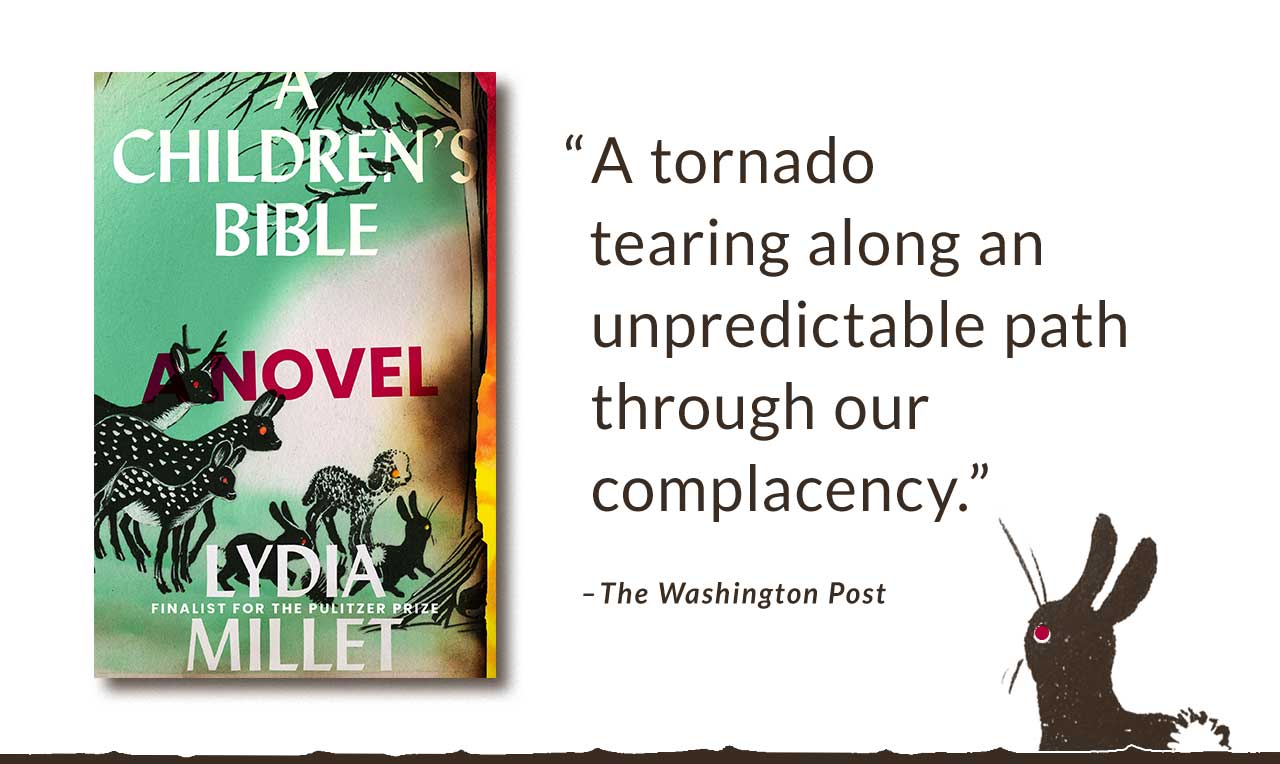 A
CHILDREN'S
BIBLE
A NOVEL
LYDIA
FINALIST FOR THE PULITZER PRIZE
MILLET
“A tornado
tearing along an
unpredictable path
through our
complacency.”
–The Washington Post